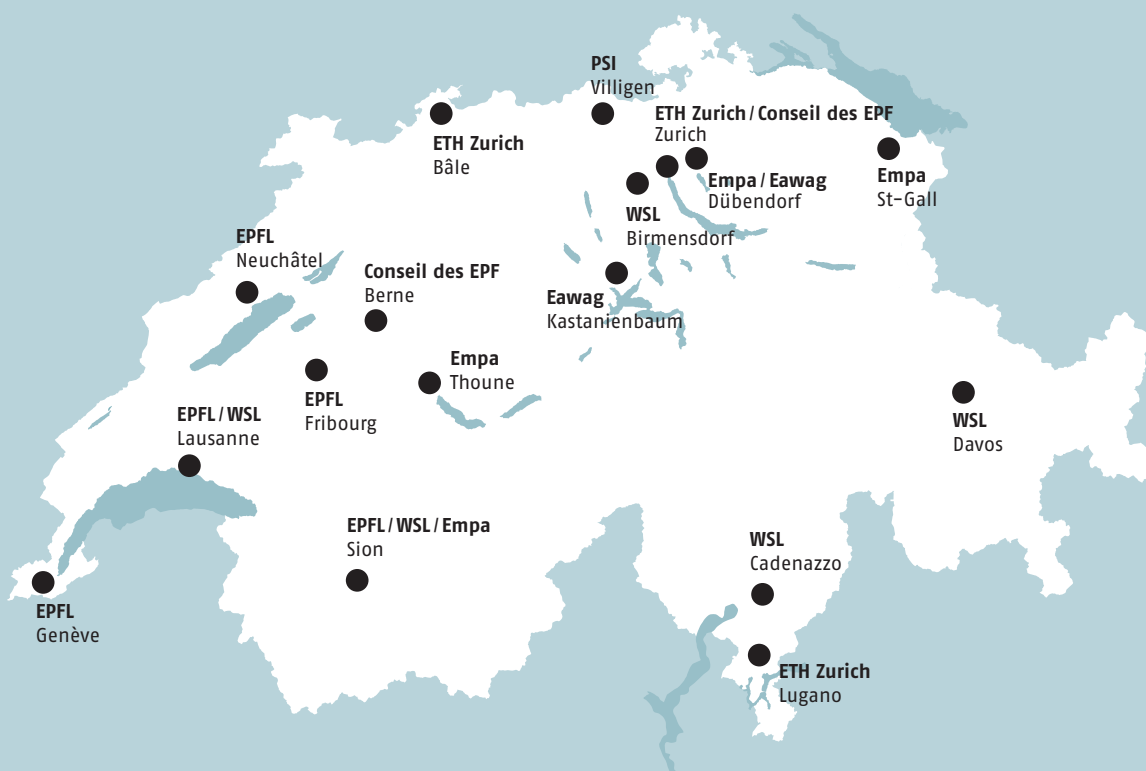 PSI
Villigen
ETH Zurich / Conseil des EPF
Zurich
ETH Zurich
Bâle
Empa / Eawag
Dübendorf
Empa
St-Gall
WSL
Birmensdorf
EPFL
Neuchâtel
Conseil des EPF
Berne
Eawag
Kastanienbaum
Empa
Thoune
EPFL
Fribourg
EPFL / WSL
Lausanne
WSL
Davos
EPFL / WSL / Empa
Sion
WSL
Cadenazzo
EPFL
Genève
ETH Zurich
Lugano